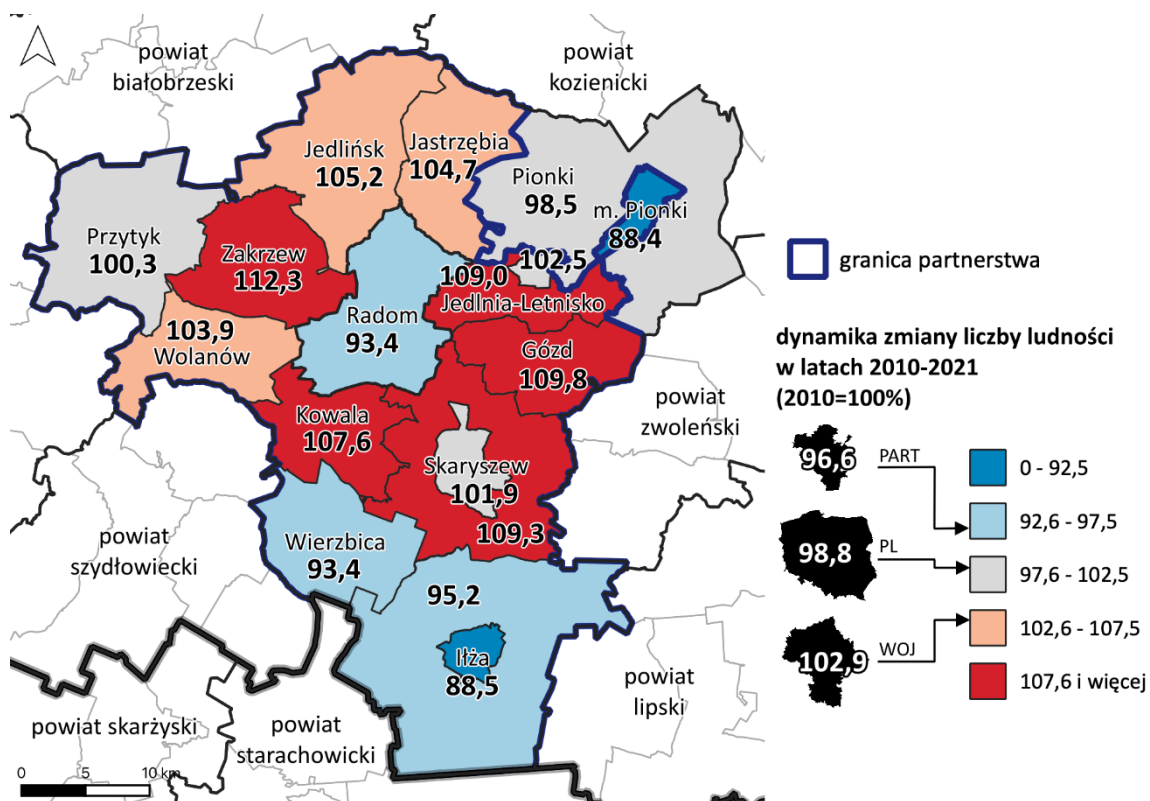 powiat
białobrzeski
powiat
kozienicki
Jedlińsk
105,2
Jastrzębia
104,7
Pionki
98,5
m. Pionki
88,4
Przytyk
100,3
Zakrzew
112,3
102,5
109,0
Jedlnia-Letnisko
Radom
93,4
103,9
Wolanów
Gózd
109,8
Kowala
107,6
powiat
zwoleński
Skaryszew
101,9
109,3
Wierzbica
93,4
powiat
szydłowiecki
95,2
Iłża
88,5
powiat
lipski
powiat skarżyski
powiat
starachowicki
0 5 10 km
granica partnerstwa
dynamika zmiany liczby ludności
w latach 2010-2021
(2010=100%)
96,6 PART
98,8 PL
102,9 WOJ
0 - 92,5
92,6 - 97,5
97,6 - 102,5
102,6 - 107,5
107,6 i więcej